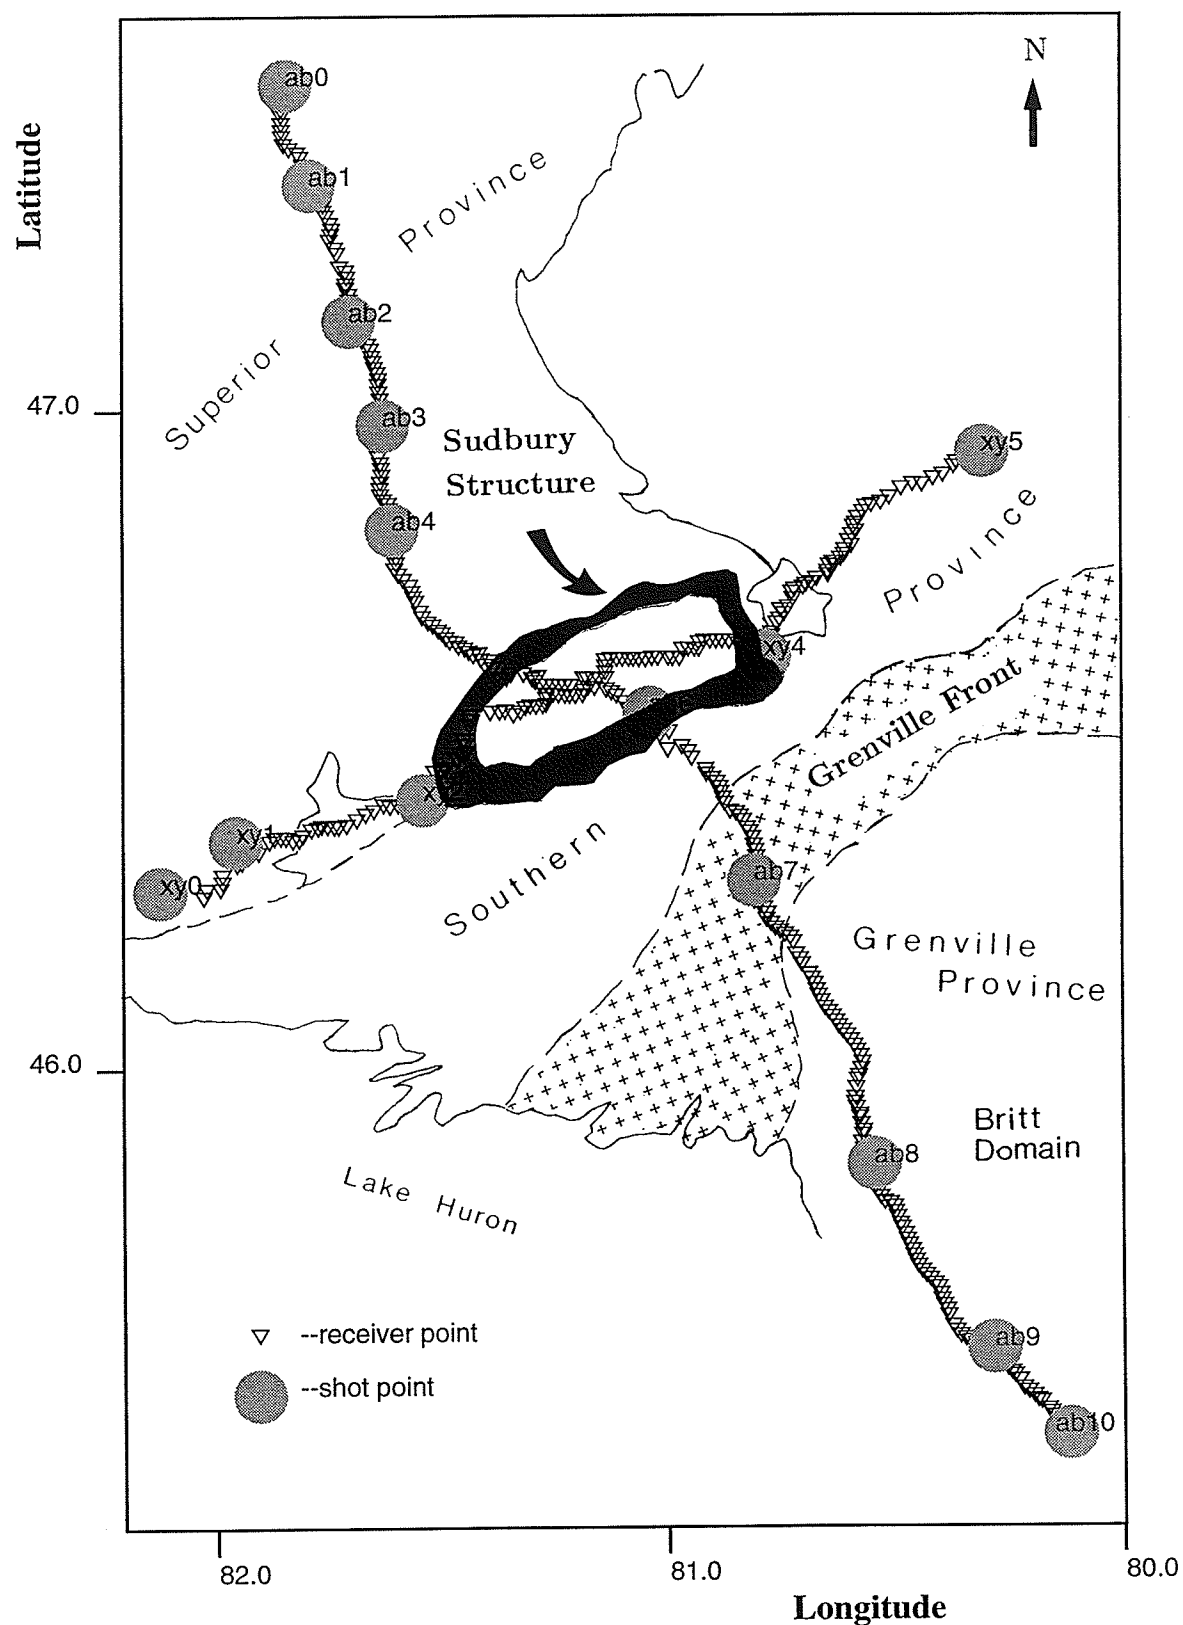 N
ab0
Latitude
ab1
Province
ab2
Superior
47.0
ab3
Sudbury
Structure
xy5
ab4
Province
xy4
Grenville Front
xy1
xy0
Southern
ab7
Grenville
Province
46.0
Britt
Domain
ab8
Lake Huron
--receiver point
ab9
--shot point
ab10
82.0
81.0
80.0
Longitude